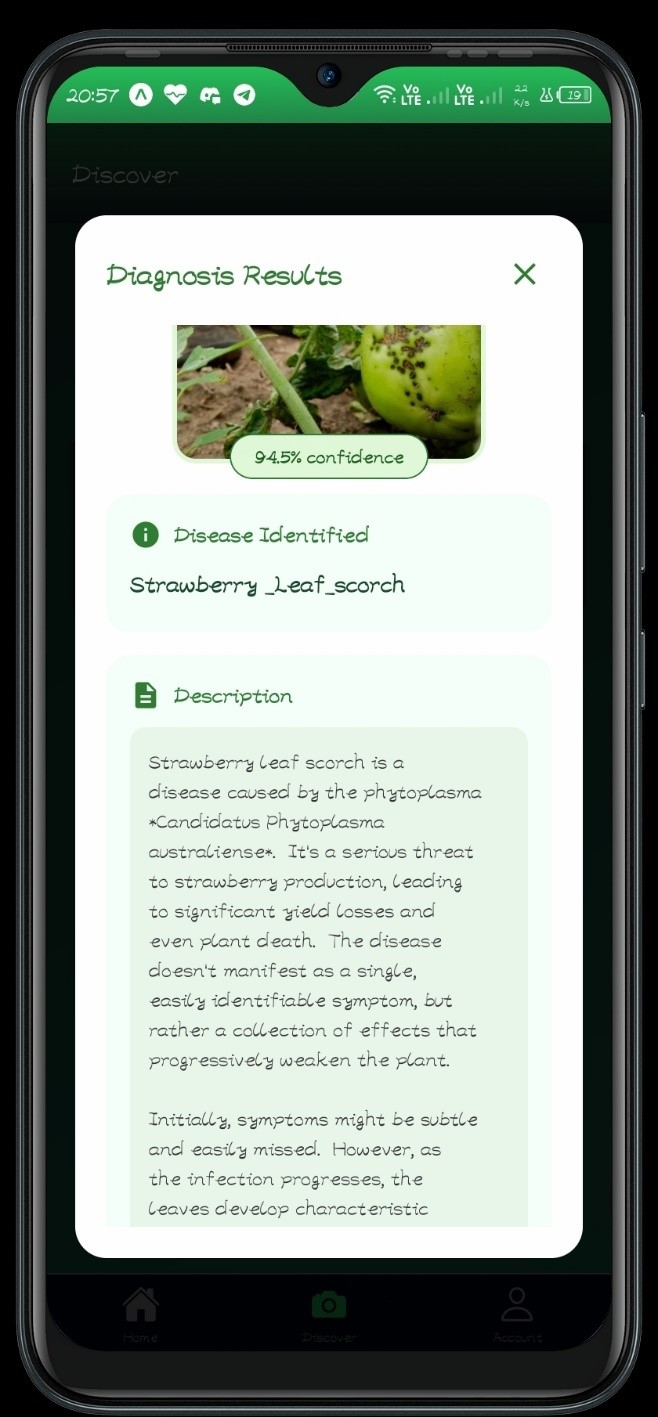 20:57 Vo LTE Vo LTE 22 K/s 19
Discover
Diagnosis Results
94.5% confidence
Disease Identified
Strawberry _Leaf_scorch
Description
Strawberry leaf scorch is a
disease caused by the phytoplasma
*Candidatus Phytoplasma
australiense*. It's a serious threat
to strawberry production, leading
to significant yield losses and
even plant death. The disease
doesn't manifest as a single,
easily identifiable symptom, but
rather a collection of effects that
progressively weaken the plant.
Initially, symptoms might be subtle
and easily missed. However, as
the infection progresses, the
leaves develop characteristic
Home Discover Account